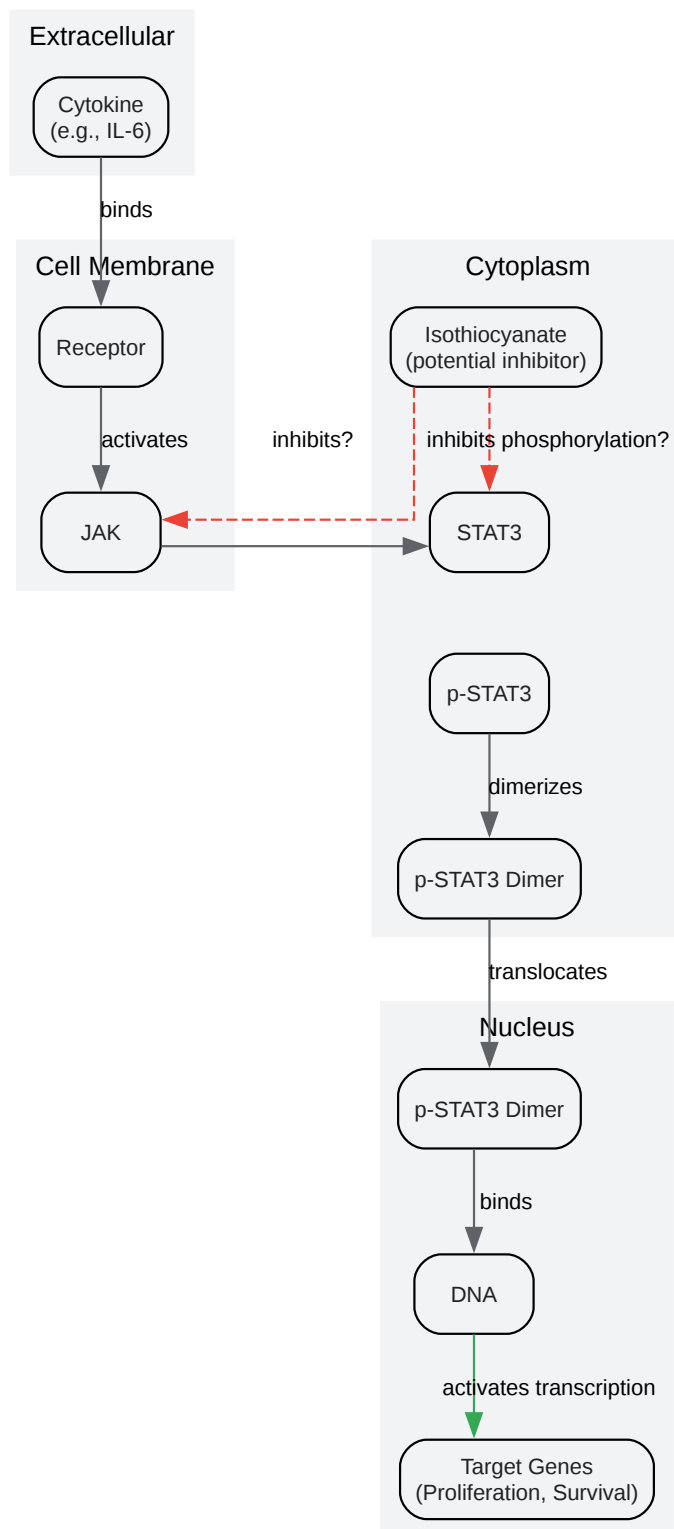 Extracellular
Cytokine
(e.g., IL-6)
binds
Cell Membrane
Cytoplasm
Receptor
Isothiocyanate
(potential inhibitor)
activates
inhibits?
inhibits phosphorylation?
JAK
STAT3
p-STAT3
dimerizes
p-STAT3 Dimer
translocates
Nucleus
p-STAT3 Dimer
binds
DNA
activates transcription
Target Genes
(Proliferation, Survival)